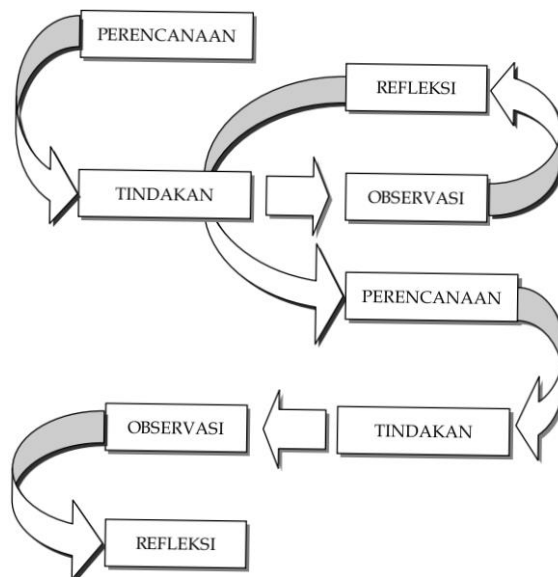 PERENCANAAN
REFLEKSI
TINDAKAN
OBSERVASI
PERENCANAAN
OBSERVASI
TINDAKAN
REFLEKSI